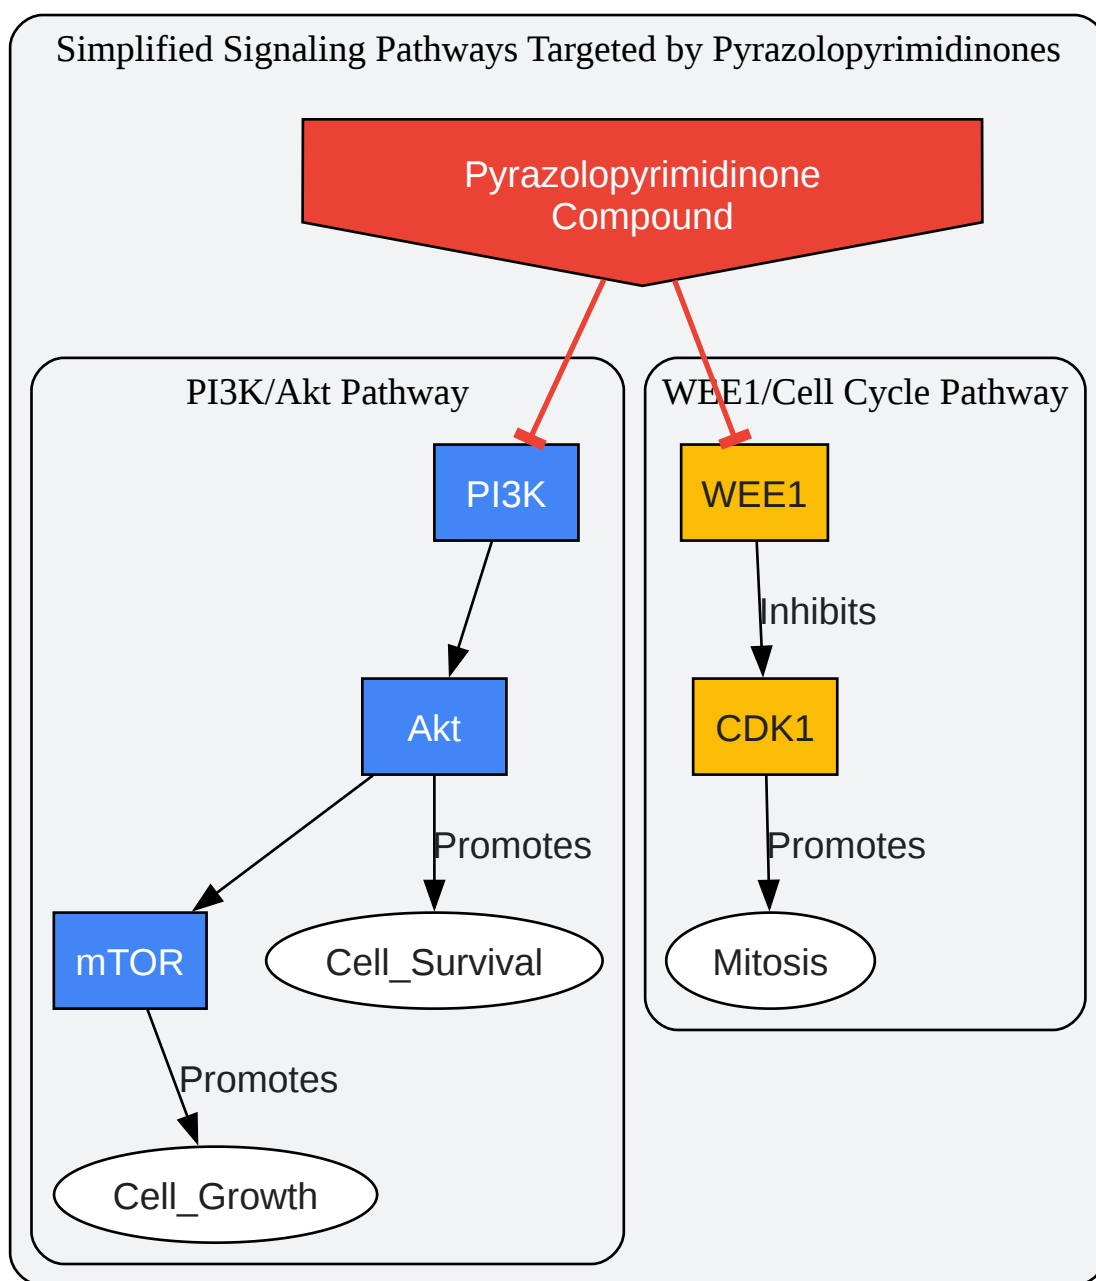 Simplified Signaling Pathways Targeted by Pyrazolopyrimidinones
Pyrazolopyrimidinone
Compound
PI3K/Akt Pathway
WEE1/Cell Cycle Pathway
PI3K
WEE1
Inhibits
Akt
CDK1
Promotes
Promotes
mTOR
Cell_Survival
Mitosis
Promotes
Cell_Growth